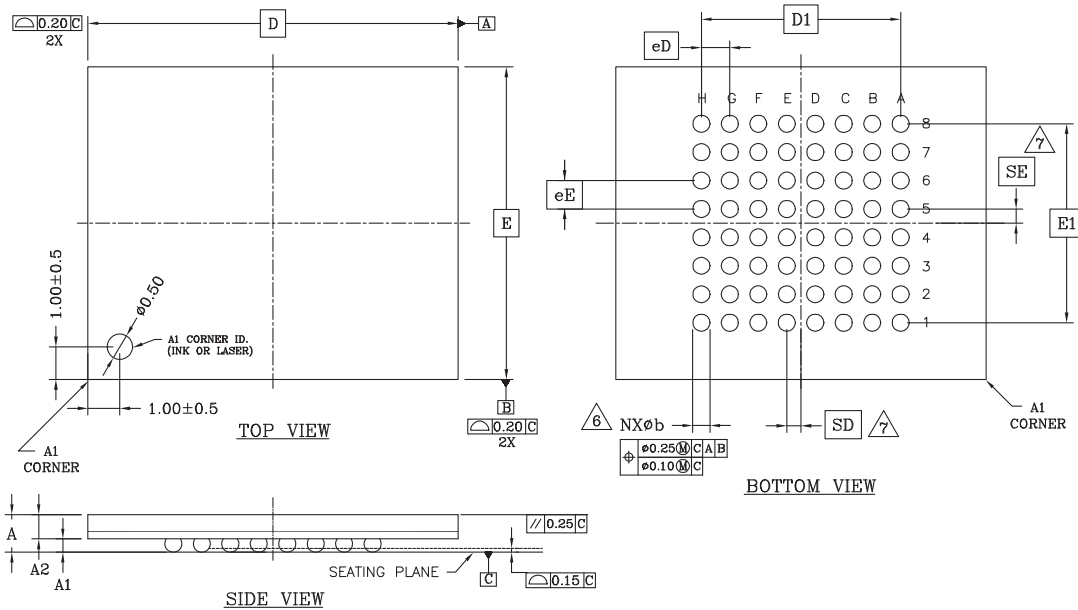 ⌓ 0.20 C
2X
D
A
E
1.00±0.5
ø0.50
A1 CORNER ID.
(INK OR LASER)
1.00±0.5
A1
CORNER
B
⌓ 0.20 C
2X
TOP VIEW
D1
eD
H G F E D C B A
8
7
6
5
4
3
2
1
7
SE
eE
E1
6
NXøb
⌖ ø0.25Ⓜ C A B
ø0.10Ⓜ C
SD
7
A1
CORNER
BOTTOM VIEW
A
A2
A1
// 0.25 C
SEATING PLANE
C
⌓ 0.15 C
SIDE VIEW